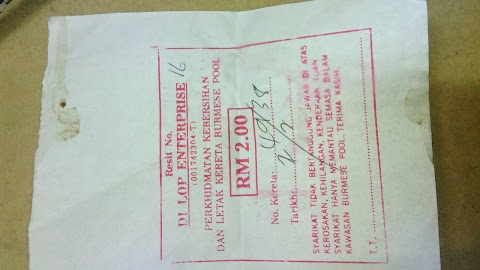 Resit No. 16
DI LOP ENTERPRISE
(001742304-T)
PERKHIDMATAN KEBERSIHAN
DAN LETAK KERETA BURMESE POOL
RM 2.00
No. Kereta:
Tarikh:
SYARIKAT TIDAK BERTANGGUNG JAWAB DI ATAS
KEROSAKAN, KEHILANGAN, KENDERAAN TUAN
SYARIKAT HANYA MEMANTAU SEMASA DALAM
KAWASAN BURMESE POOL TERIMA KASIH.
T.T.